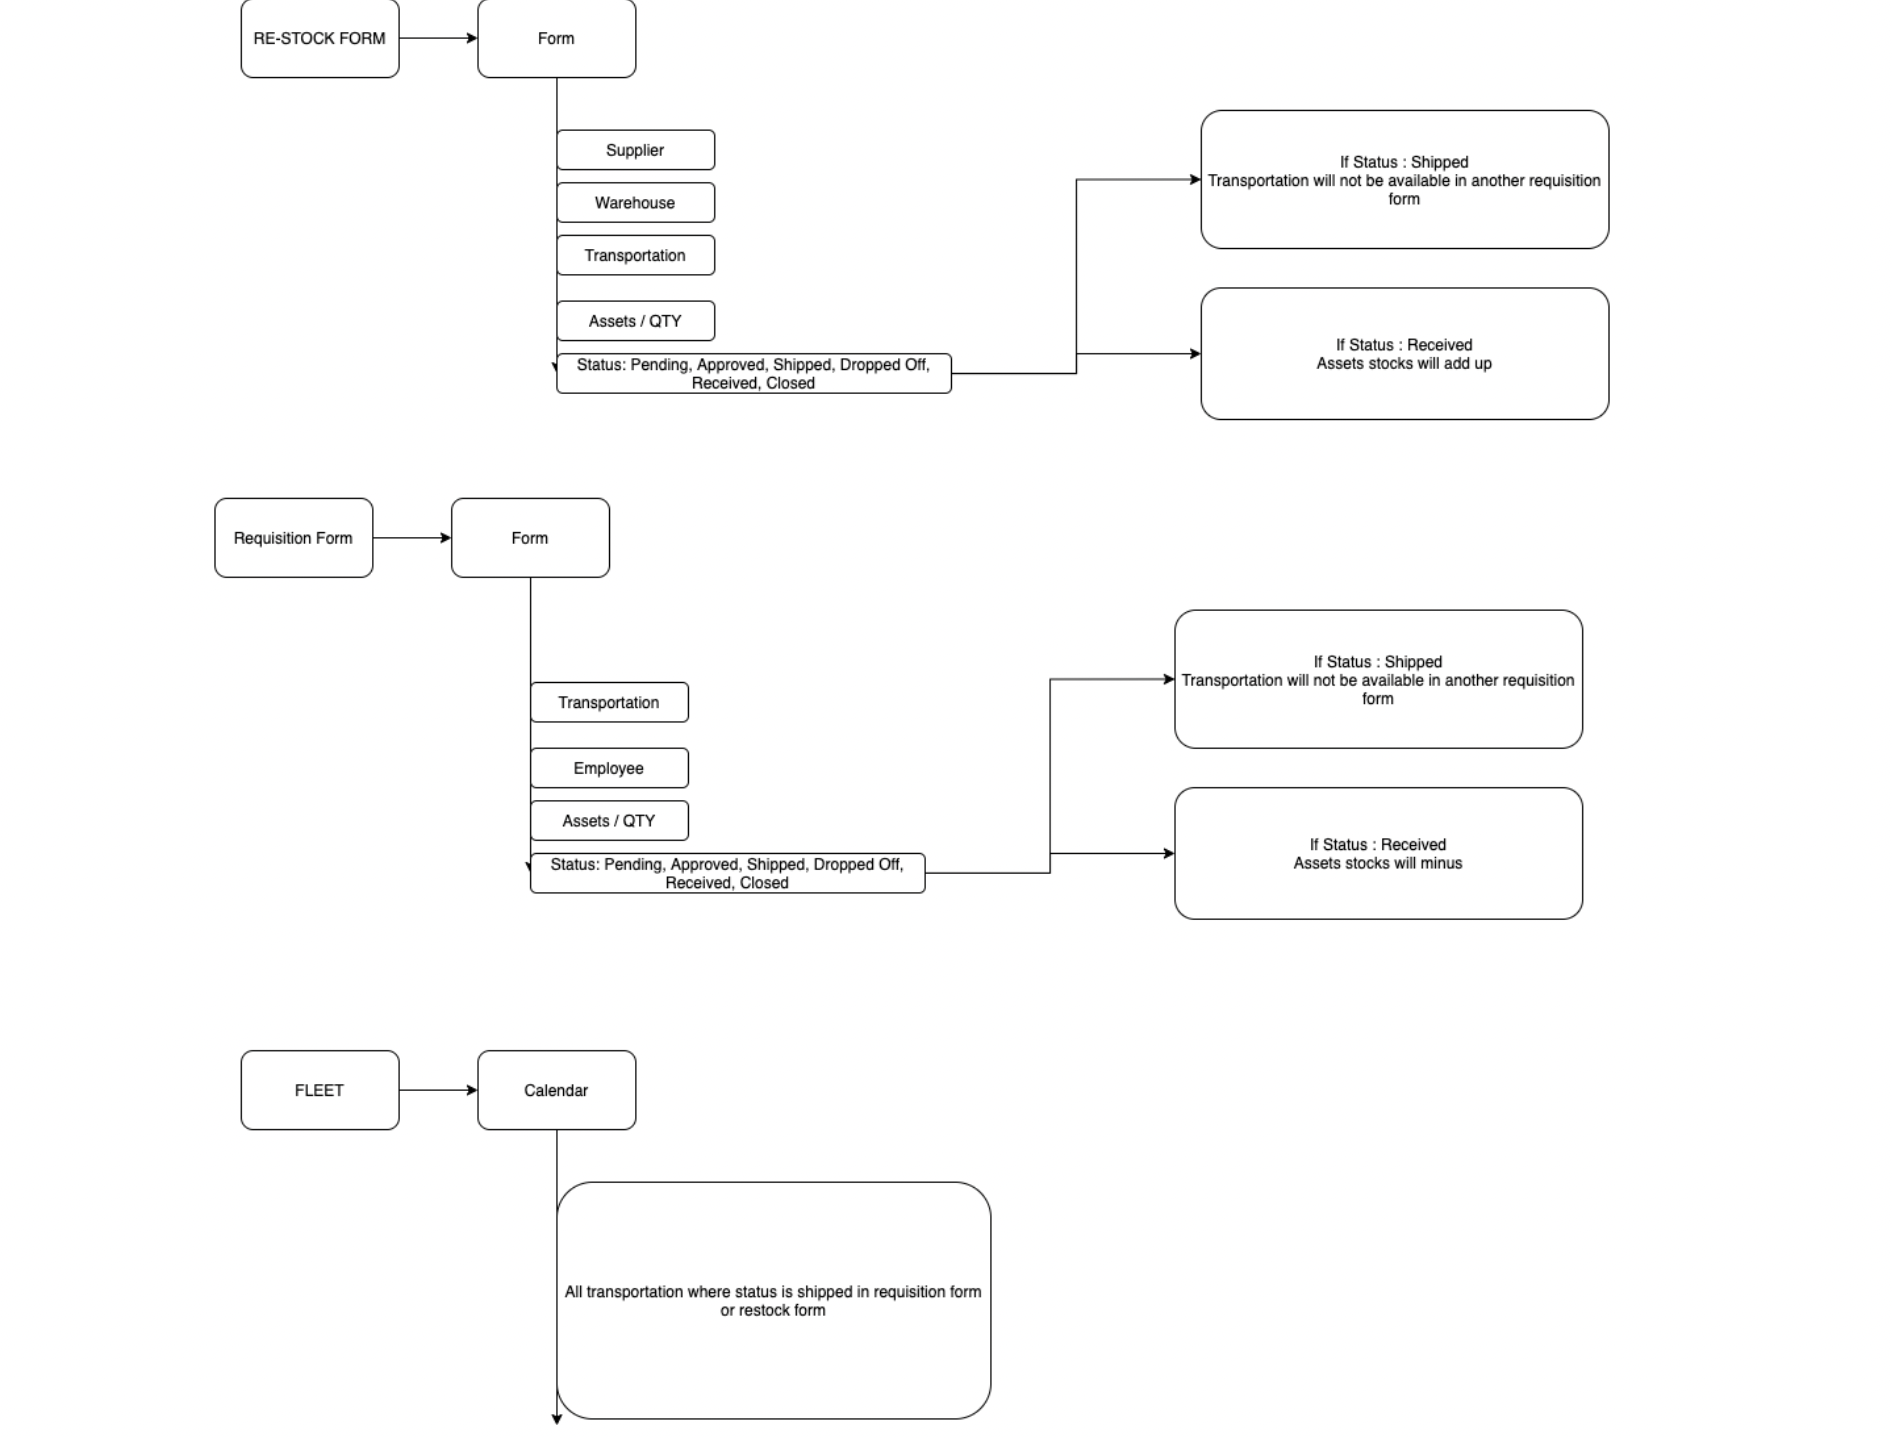 RE-STOCK FORM
Form
Supplier
Warehouse
Transportation
Assets / QTY
Status: Pending, Approved, Shipped, Dropped Off,
Received, Closed
If Status : Shipped
Transportation will not be available in another requisition
form
If Status : Received
Assets stocks will add up
Requisition Form
Form
Transportation
Employee
Assets / QTY
Status: Pending, Approved, Shipped, Dropped Off,
Received, Closed
If Status : Shipped
Transportation will not be available in another requisition
form
If Status : Received
Assets stocks will minus
FLEET
Calendar
All transportation where status is shipped in requisition form
or restock form